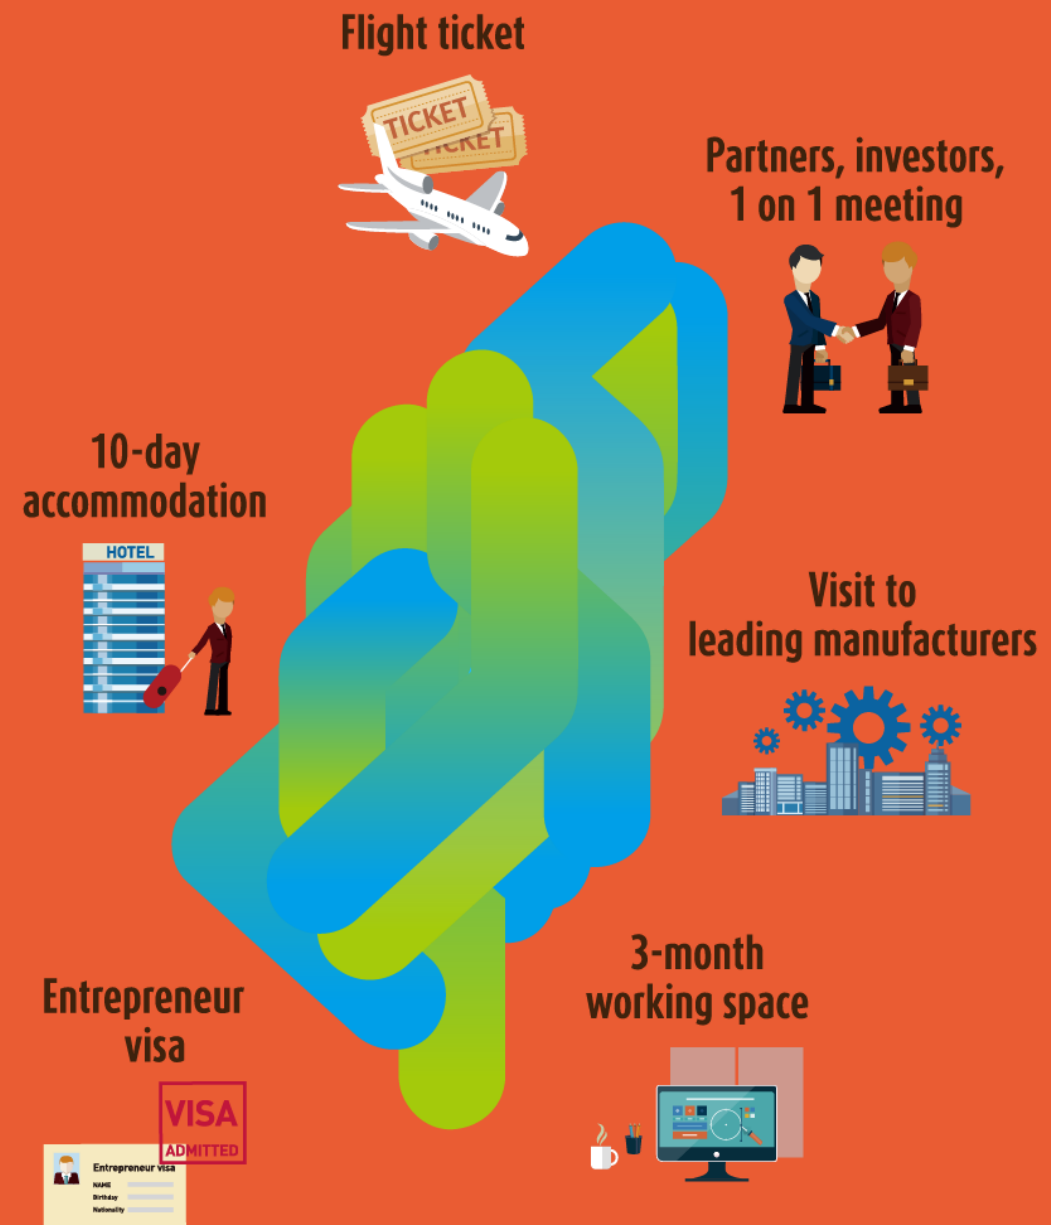 Flight ticket
TICKET
TICKET
Partners, investors,
1 on 1 meeting
10-day
accommodation
HOTEL
Visit to
leading manufacturers
Entrepreneur
visa
VISA
ADMITTED
Entrepreneur visa
NAME
Birthday
Nationality
3-month
working space